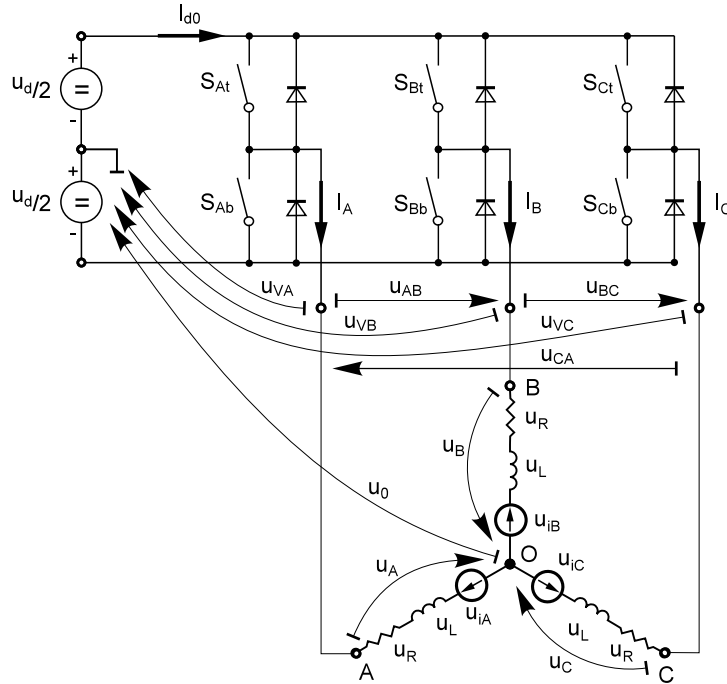 I_d0
+
u_d/2
=
-
S_At
S_Bt
S_Ct
+
u_d/2
=
-
S_Ab
I_A
S_Bb
I_B
S_Cb
I_C
u_VA
u_AB
u_BC
u_VB
u_VC
u_CA
B
u_R
u_B
u_L
u_0
u_iB
O
u_A
u_iC
u_iA
u_L
u_L
u_R
u_C
u_R
A
C